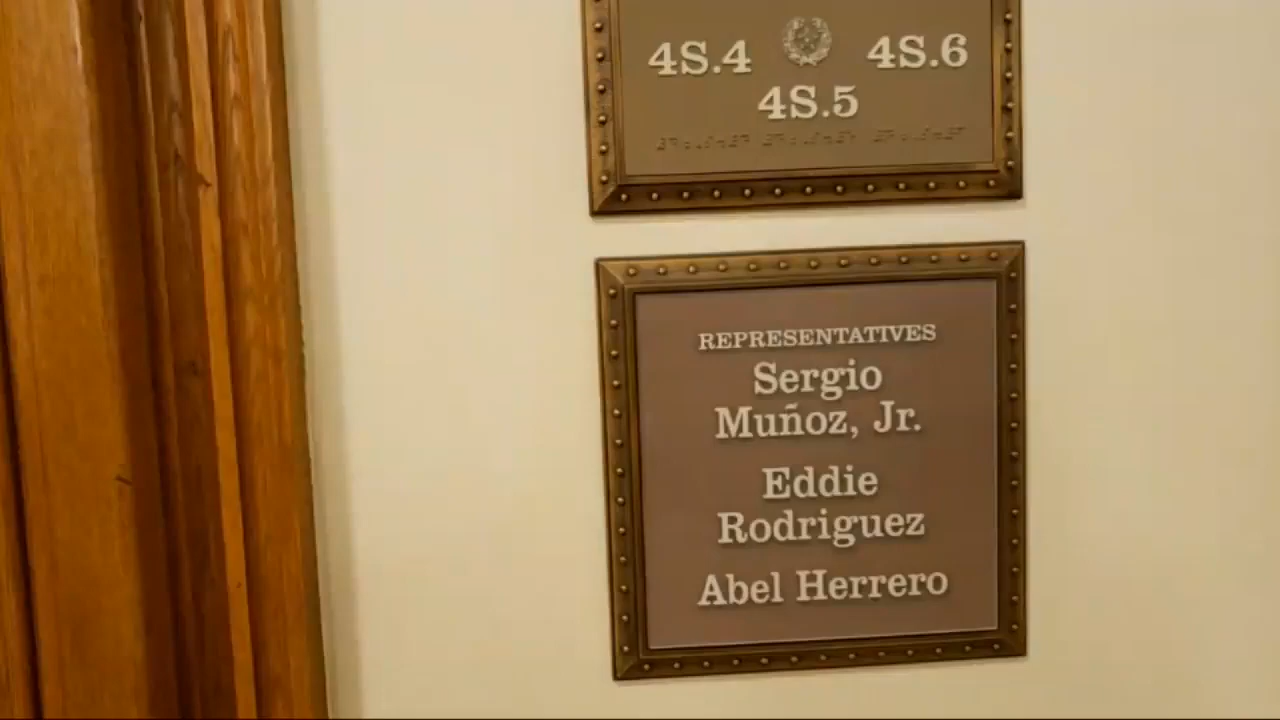 4S.4 4S.6
4S.5
REPRESENTATIVES
Sergio
Muñoz, Jr.
Eddie
Rodriguez
Abel Herrero